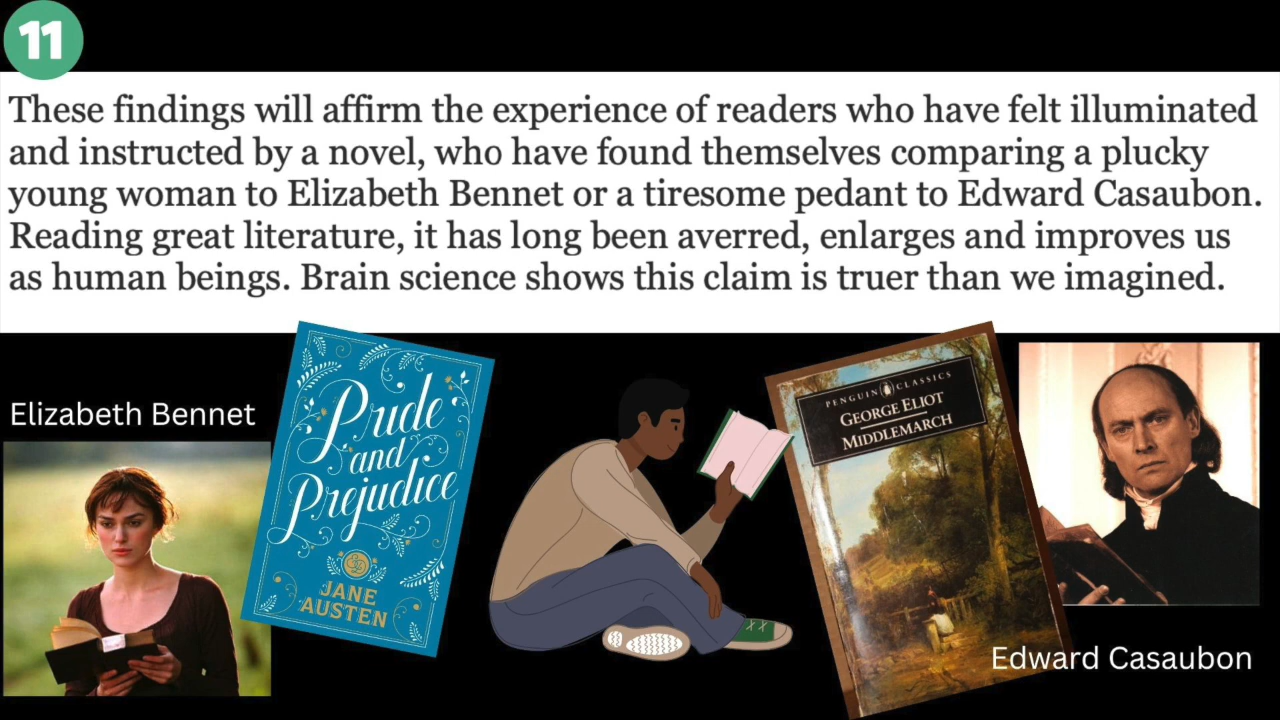 11
These findings will affirm the experience of readers who have felt illuminated
and instructed by a novel, who have found themselves comparing a plucky
young woman to Elizabeth Bennet or a tiresome pedant to Edward Casaubon.
Reading great literature, it has long been averred, enlarges and improves us
as human beings. Brain science shows this claim is truer than we imagined.
Elizabeth Bennet
Pride
and
Prejudice
JANE
AUSTEN
PENGUIN CLASSICS
GEORGE ELIOT
MIDDLEMARCH
Edward Casaubon